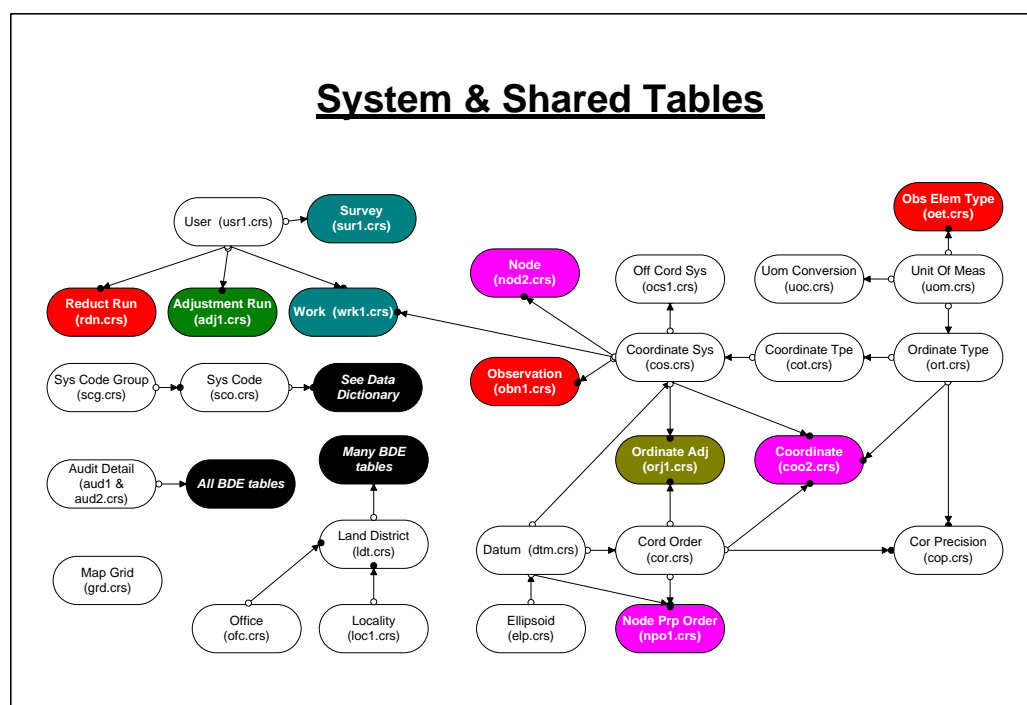 System & Shared Tables
User (usr1.crs)
Survey
(sur1.crs)
Obs Elem Type
(oet.crs)
Node
(nod2.crs)
Off Cord Sys
(ocs1.crs)
Uom Conversion
(uoc.crs)
Unit Of Meas
(uom.crs)
Reduct Run
(rdn.crs)
Adjustment Run
(adj1.crs)
Work (wrk1.crs)
Coordinate Sys
(cos.crs)
Coordinate Tpe
(cot.crs)
Ordinate Type
(ort.crs)
Sys Code Group
(scg.crs)
Sys Code
(sco.crs)
See Data
Dictionary
Observation
(obn1.crs)
Many BDE
tables
Ordinate Adj
(orj1.crs)
Coordinate
(coo2.crs)
Audit Detail
(aud1 &
aud2.crs)
All BDE tables
Land District
(ldt.crs)
Datum (dtm.crs)
Cord Order
(cor.crs)
Cor Precision
(cop.crs)
Map Grid
(grd.crs)
Office
(ofc.crs)
Locality
(loc1.crs)
Ellipsoid
(elp.crs)
Node Prp Order
(npo1.crs)